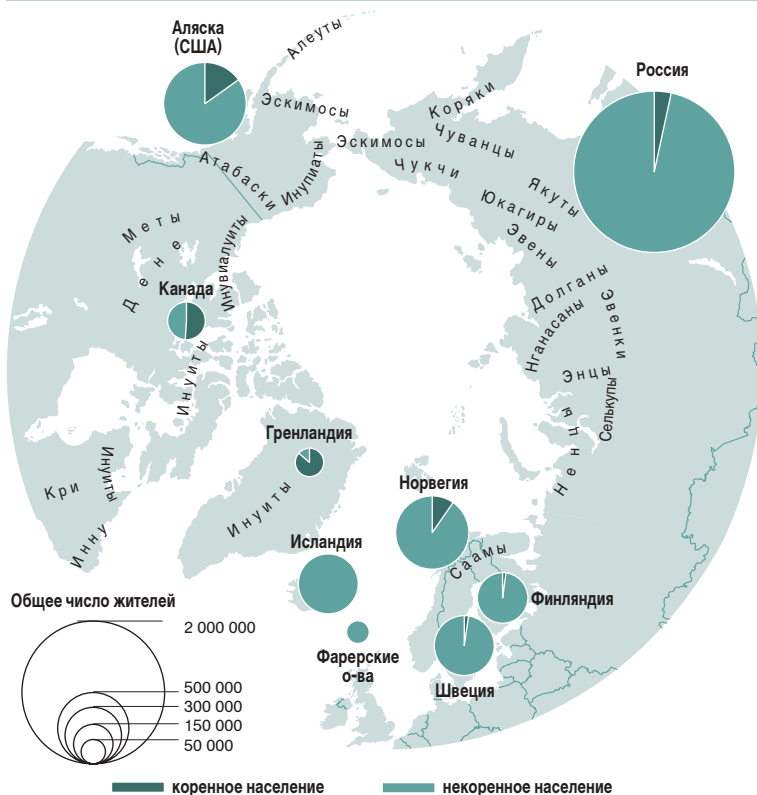 Аляска
(США)
Алеуты
Россия
Эскимосы
Коряки
Эскимосы
Чуванцы
Чукчи
Атабаски
Инупиаты
Якуты
Юкагиры
Эвены
Меты
Дене
Инувиалуиты
Канада
Долганы
Эвенки
Нганасаны
Инуиты
Энцы
Селькупы
Ненцы
Гренландия
Кри
Инуиты
Инну
Инуиты
Норвегия
Саамы
Исландия
Финляндия
Фарерские
о-ва
Швеция
Общее число жителей
2 000 000
500 000
300 000
150 000
50 000
коренное население
некоренное население